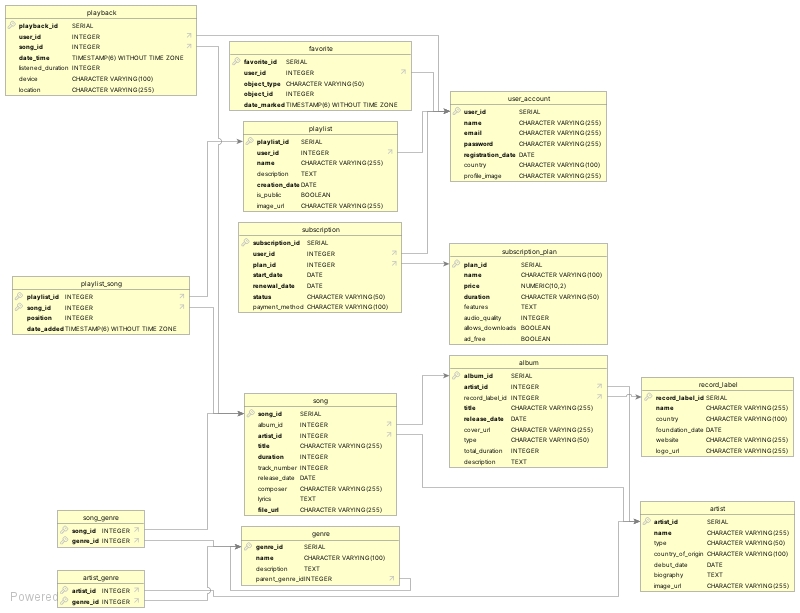 playback
playback_id SERIAL
user_id INTEGER
song_id INTEGER
date_time TIMESTAMP(6) WITHOUT TIME ZONE
listened_duration INTEGER
device CHARACTER VARYING(100)
location CHARACTER VARYING(255)
favorite
favorite_id SERIAL
user_id INTEGER
object_type CHARACTER VARYING(50)
object_id INTEGER
date_marked TIMESTAMP(6) WITHOUT TIME ZONE
user_account
user_id SERIAL
name CHARACTER VARYING(255)
email CHARACTER VARYING(255)
password CHARACTER VARYING(255)
registration_date DATE
country CHARACTER VARYING(100)
profile_image CHARACTER VARYING(255)
playlist
playlist_id SERIAL
user_id INTEGER
name CHARACTER VARYING(255)
description TEXT
creation_date DATE
is_public BOOLEAN
image_url CHARACTER VARYING(255)
subscription
subscription_id SERIAL
user_id INTEGER
plan_id INTEGER
start_date DATE
renewal_date DATE
status CHARACTER VARYING(50)
payment_method CHARACTER VARYING(100)
subscription_plan
plan_id SERIAL
name CHARACTER VARYING(100)
price NUMERIC(10,2)
duration CHARACTER VARYING(50)
features TEXT
audio_quality INTEGER
allows_downloads BOOLEAN
ad_free BOOLEAN
playlist_song
playlist_id INTEGER
song_id INTEGER
position INTEGER
date_added TIMESTAMP(6) WITHOUT TIME ZONE
album
album_id SERIAL
artist_id INTEGER
record_label_id INTEGER
title CHARACTER VARYING(255)
release_date DATE
cover_url CHARACTER VARYING(255)
type CHARACTER VARYING(50)
total_duration INTEGER
description TEXT
record_label
record_label_id SERIAL
name CHARACTER VARYING(255)
country CHARACTER VARYING(100)
foundation_date DATE
website CHARACTER VARYING(255)
logo_url CHARACTER VARYING(255)
song
song_id SERIAL
album_id INTEGER
artist_id INTEGER
title CHARACTER VARYING(255)
duration INTEGER
track_number INTEGER
release_date DATE
composer CHARACTER VARYING(255)
lyrics TEXT
file_url CHARACTER VARYING(255)
artist
artist_id SERIAL
name CHARACTER VARYING(255)
type CHARACTER VARYING(50)
country_of_origin CHARACTER VARYING(100)
debut_date DATE
biography TEXT
image_url CHARACTER VARYING(255)
song_genre
song_id INTEGER
genre_id INTEGER
genre
genre_id SERIAL
name CHARACTER VARYING(100)
description TEXT
parent_genre_id INTEGER
artist_genre
artist_id INTEGER
genre_id INTEGER
Powered